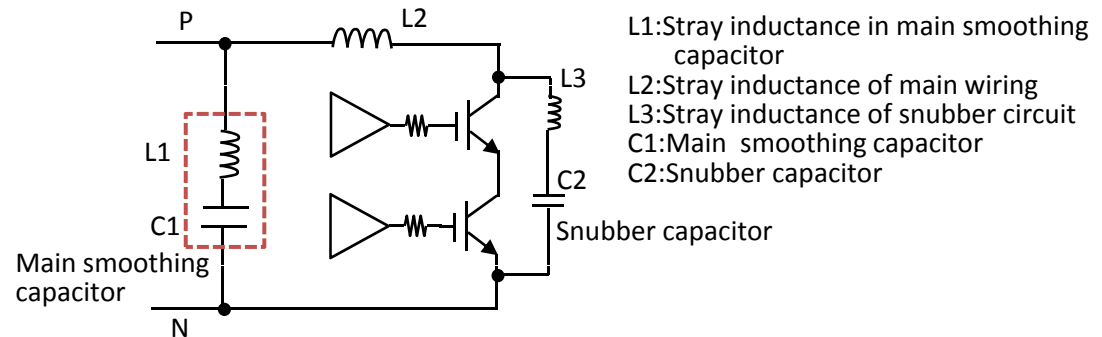 P
L2
L3
L1
C2
C1
Snubber capacitor
Main smoothing
capacitor
N
L1:Stray inductance in main smoothing
capacitor
L2:Stray inductance of main wiring
L3:Stray inductance of snubber circuit
C1:Main smoothing capacitor
C2:Snubber capacitor